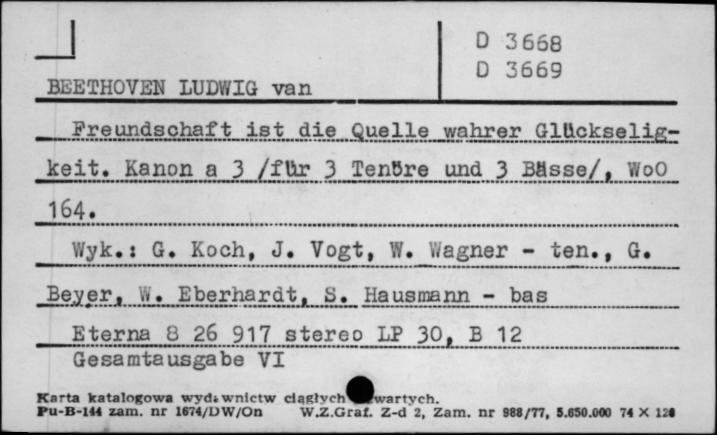 D 3668
D 3669
BEETHOVEN LUDWIG van
Freundschaft ist die Quelle wahrer Glückselig-
keit. Kanon a 3 /für 3 Tenöre und 3 Bässe/, WoO
164.
Wyk.: G. Koch, J. Vogt, W. Wagner - ten., G.
Beyer, W. Eberhardt, S. Hausmann - bas
Eterna 8 26 917 stereo LP 30, B 12
Gesamtausgabe VI
Karta katalogowa wydawnictw ciągłych wartych.
Pu-B-144 zam. nr 1674/DW/On W.Z.Graf. Z-d 2, Zam. nr 988/77, 5.650.000 74 X 128